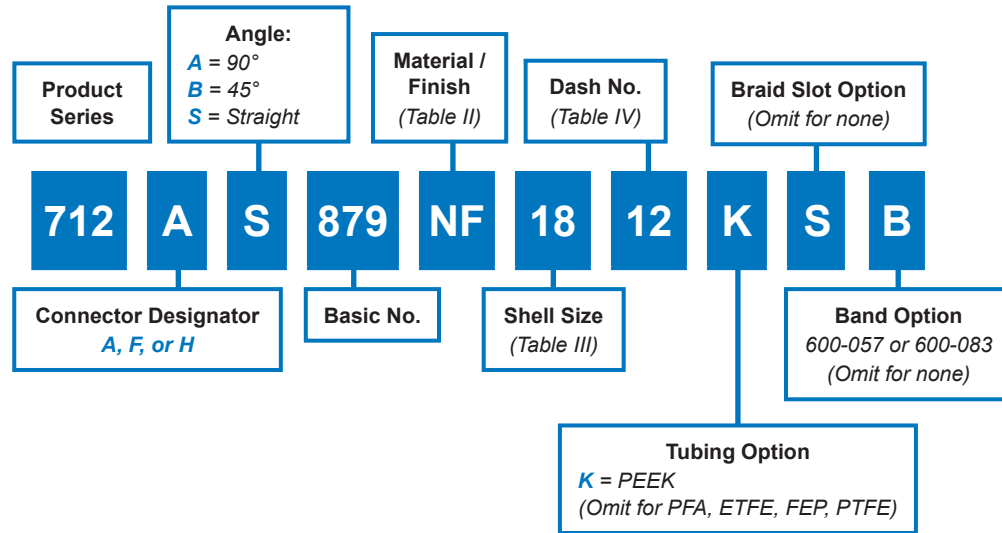 Product
Series
Angle:
A = 90°
B = 45°
S = Straight
Material /
Finish
(Table II)
Dash No.
(Table IV)
Braid Slot Option
(Omit for none)
712 A S 879 NF 18 12 K S B
Connector Designator
A, F, or H
Basic No.
Shell Size
(Table III)
Band Option
600-057 or 600-083
(Omit for none)
Tubing Option
K = PEEK
(Omit for PFA, ETFE, FEP, PTFE)